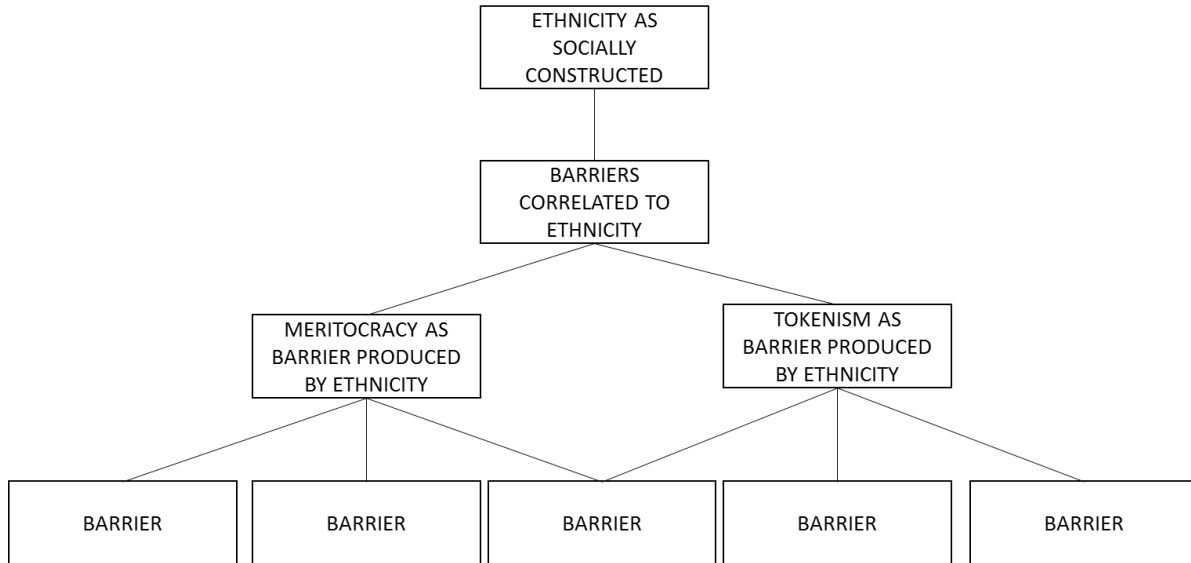 ETHNICITY AS
SOCIALLY
CONSTRUCTED
BARRIERS
CORRELATED TO
ETHNICITY
MERITOCRACY AS
BARRIER PRODUCED
BY ETHNICITY
TOKENISM AS
BARRIER PRODUCED
BY ETHNICITY
BARRIER
BARRIER
BARRIER
BARRIER
BARRIER